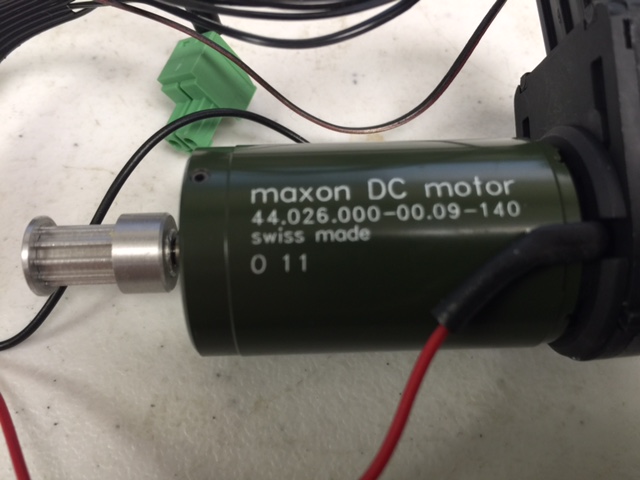 maxon DC motor
44.026.000-00.09-140
swiss made
0 11